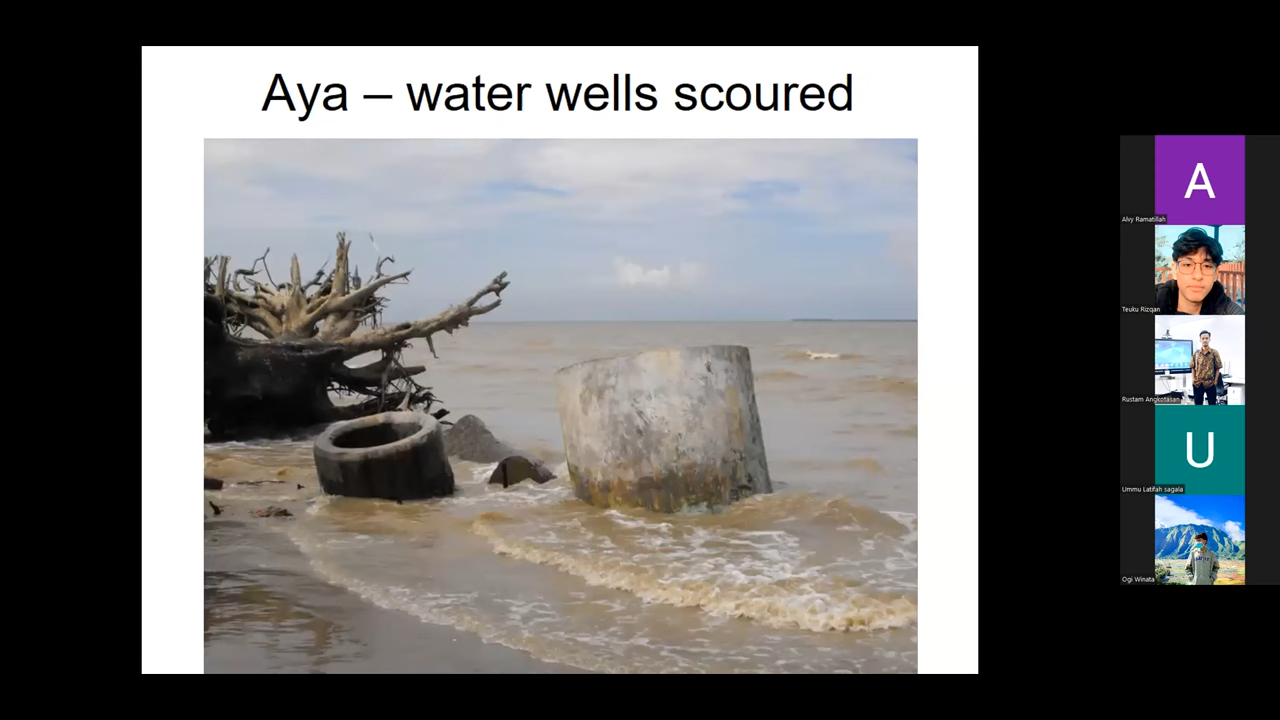 Aya – water wells scoured
A
Alvy Ramatillah
Teuku Rizqan
Rustam Angkotasan
U
Ummu Latifah sagala
Ogi Winata